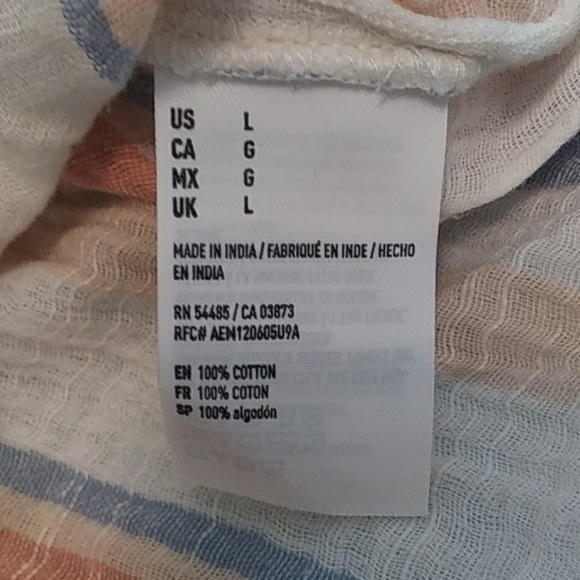 US L
CA G
MX G
UK L
MADE IN INDIA / FABRIQUÉ EN INDE / HECHO
EN INDIA
RN 54485 / CA 03873
RFC# AEM120605U9A
EN 100% COTTON
FR 100% COTON
SP 100% algodón